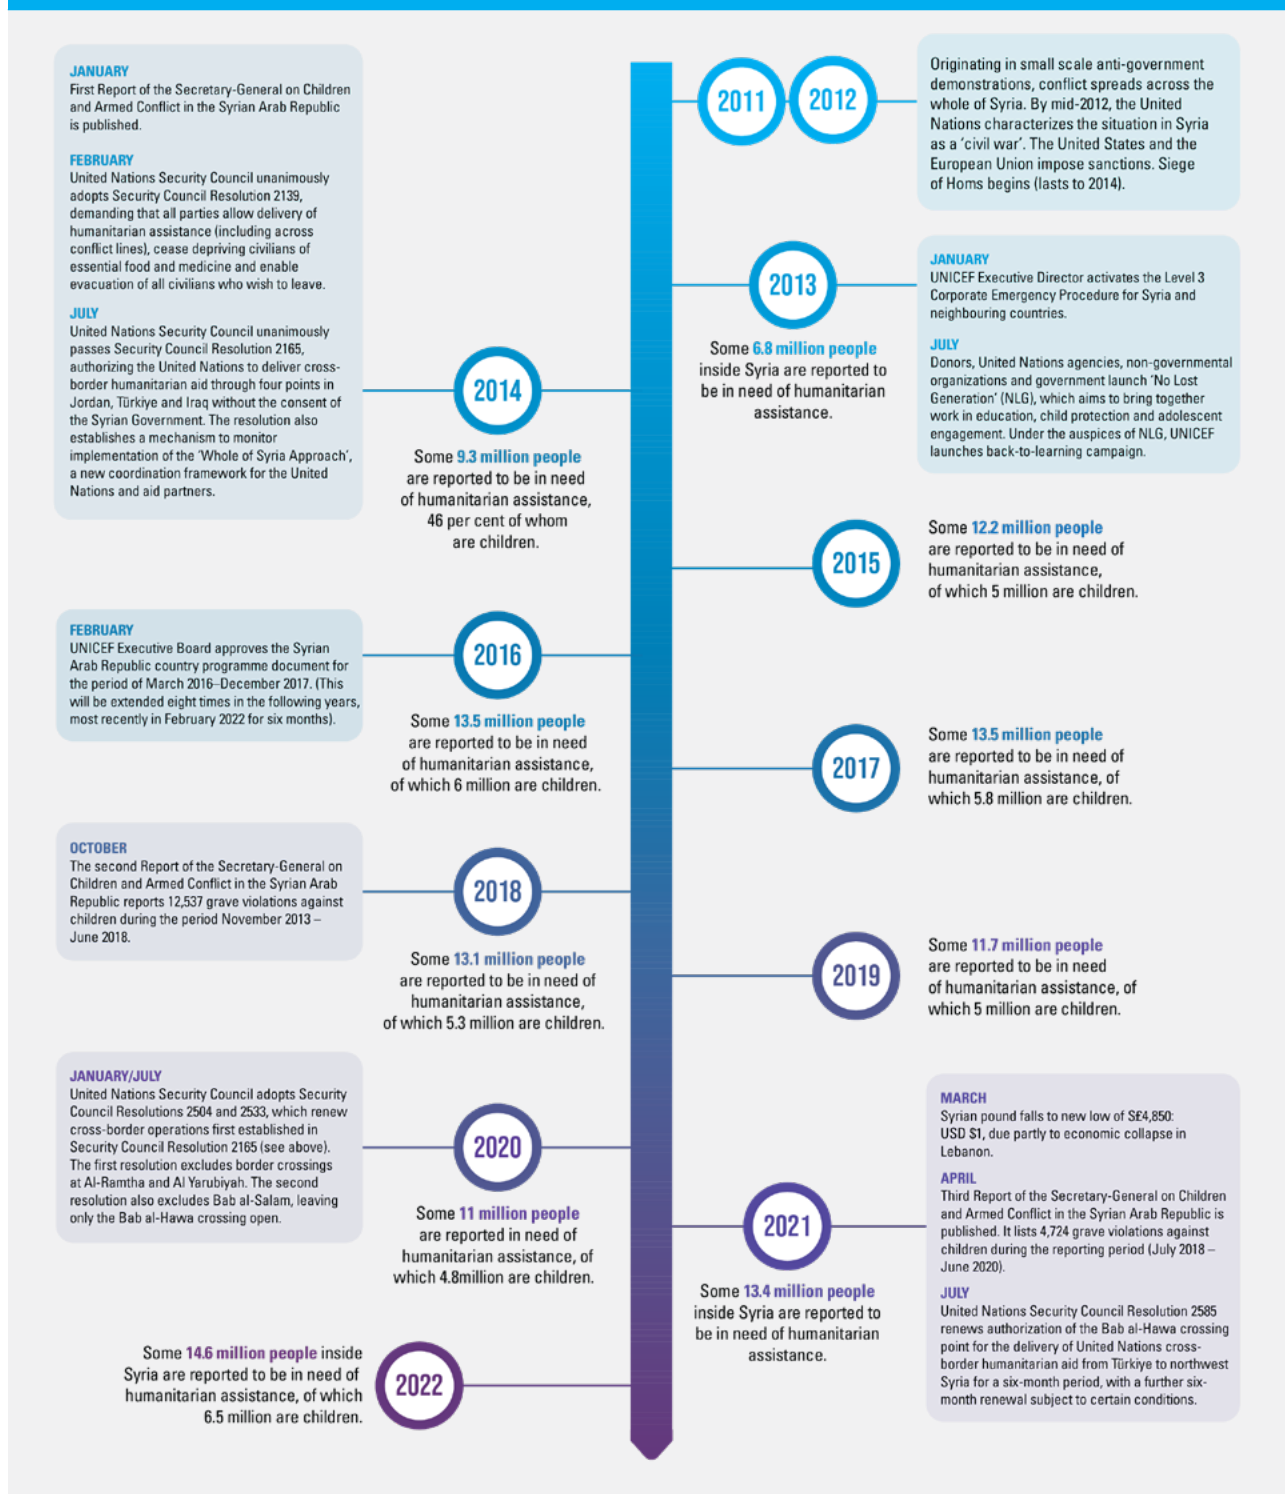 2011
2012
Originating in small scale anti-government
demonstrations, conflict spreads across the
whole of Syria. By mid-2012, the United
Nations characterizes the situation in Syria
as a ‘civil war’. The United States and the
European Union impose sanctions. Siege
of Homs begins (lasts to 2014).
2013
Some 6.8 million people
inside Syria are reported to
be in need of humanitarian
assistance.
JANUARY
UNICEF Executive Director activates the Level 3
Corporate Emergency Procedure for Syria and
neighbouring countries.
JULY
Donors, United Nations agencies, non-governmental
organizations and government launch ‘No Lost
Generation’ (NLG), which aims to bring together
work in education, child protection and adolescent
engagement. Under the auspices of NLG, UNICEF
launches back-to-learning campaign.
JANUARY
First Report of the Secretary-General on Children
and Armed Conflict in the Syrian Arab Republic
is published.
FEBRUARY
United Nations Security Council unanimously
adopts Security Council Resolution 2139,
demanding that all parties allow delivery of
humanitarian assistance (including across
conflict lines), cease depriving civilians of
essential food and medicine and enable
evacuation of all civilians who wish to leave.
JULY
United Nations Security Council unanimously
passes Security Council Resolution 2165,
authorizing the United Nations to deliver cross-
border humanitarian aid through four points in
Jordan, Türkiye and Iraq without the consent of
the Syrian Government. The resolution also
establishes a mechanism to monitor
implementation of the ‘Whole of Syria Approach’,
a new coordination framework for the United
Nations and aid partners.
2014
Some 9.3 million people
are reported to be in need
of humanitarian assistance,
46 per cent of whom
are children.
2015
Some 12.2 million people
are reported to be in need of
humanitarian assistance,
of which 5 million are children.
FEBRUARY
UNICEF Executive Board approves the Syrian
Arab Republic country programme document for
the period of March 2016–December 2017. (This
will be extended eight times in the following years,
most recently in February 2022 for six months).
2016
Some 13.5 million people
are reported to be in need
of humanitarian assistance,
of which 6 million are children.
2017
Some 13.5 million people
are reported to be in need of
humanitarian assistance, of
which 5.8 million are children.
OCTOBER
The second Report of the Secretary-General on
Children and Armed Conflict in the Syrian Arab
Republic reports 12,537 grave violations against
children during the period November 2013 –
June 2018.
2018
Some 13.1 million people
are reported to be in need of
humanitarian assistance,
of which 5.3 million are children.
2019
Some 11.7 million people
are reported to be in need
of humanitarian assistance, of
which 5 million are children.
JANUARY/JULY
United Nations Security Council adopts Security
Council Resolutions 2504 and 2533, which renew
cross-border operations first established in
Security Council Resolution 2165 (see above).
The first resolution excludes border crossings
at Al-Ramtha and Al Yarubiyah. The second
resolution also excludes Bab al-Salam, leaving
only the Bab al-Hawa crossing open.
2020
Some 11 million people
are reported in need of
humanitarian assistance, of
which 4.8million are children.
2021
Some 13.4 million people
inside Syria are reported to
be in need of humanitarian
assistance.
MARCH
Syrian pound falls to new low of S£4,850:
USD $1, due partly to economic collapse in
Lebanon.
APRIL
Third Report of the Secretary-General on Children
and Armed Conflict in the Syrian Arab Republic is
published. It lists 4,724 grave violations against
children during the reporting period (July 2018 –
June 2020).
JULY
United Nations Security Council Resolution 2585
renews authorization of the Bab al-Hawa crossing
point for the delivery of United Nations cross-
border humanitarian aid from Türkiye to northwest
Syria for a six-month period, with a further six-
month renewal subject to certain conditions.
Some 14.6 million people inside
Syria are reported to be in need of
humanitarian assistance, of which
6.5 million are children.
2022